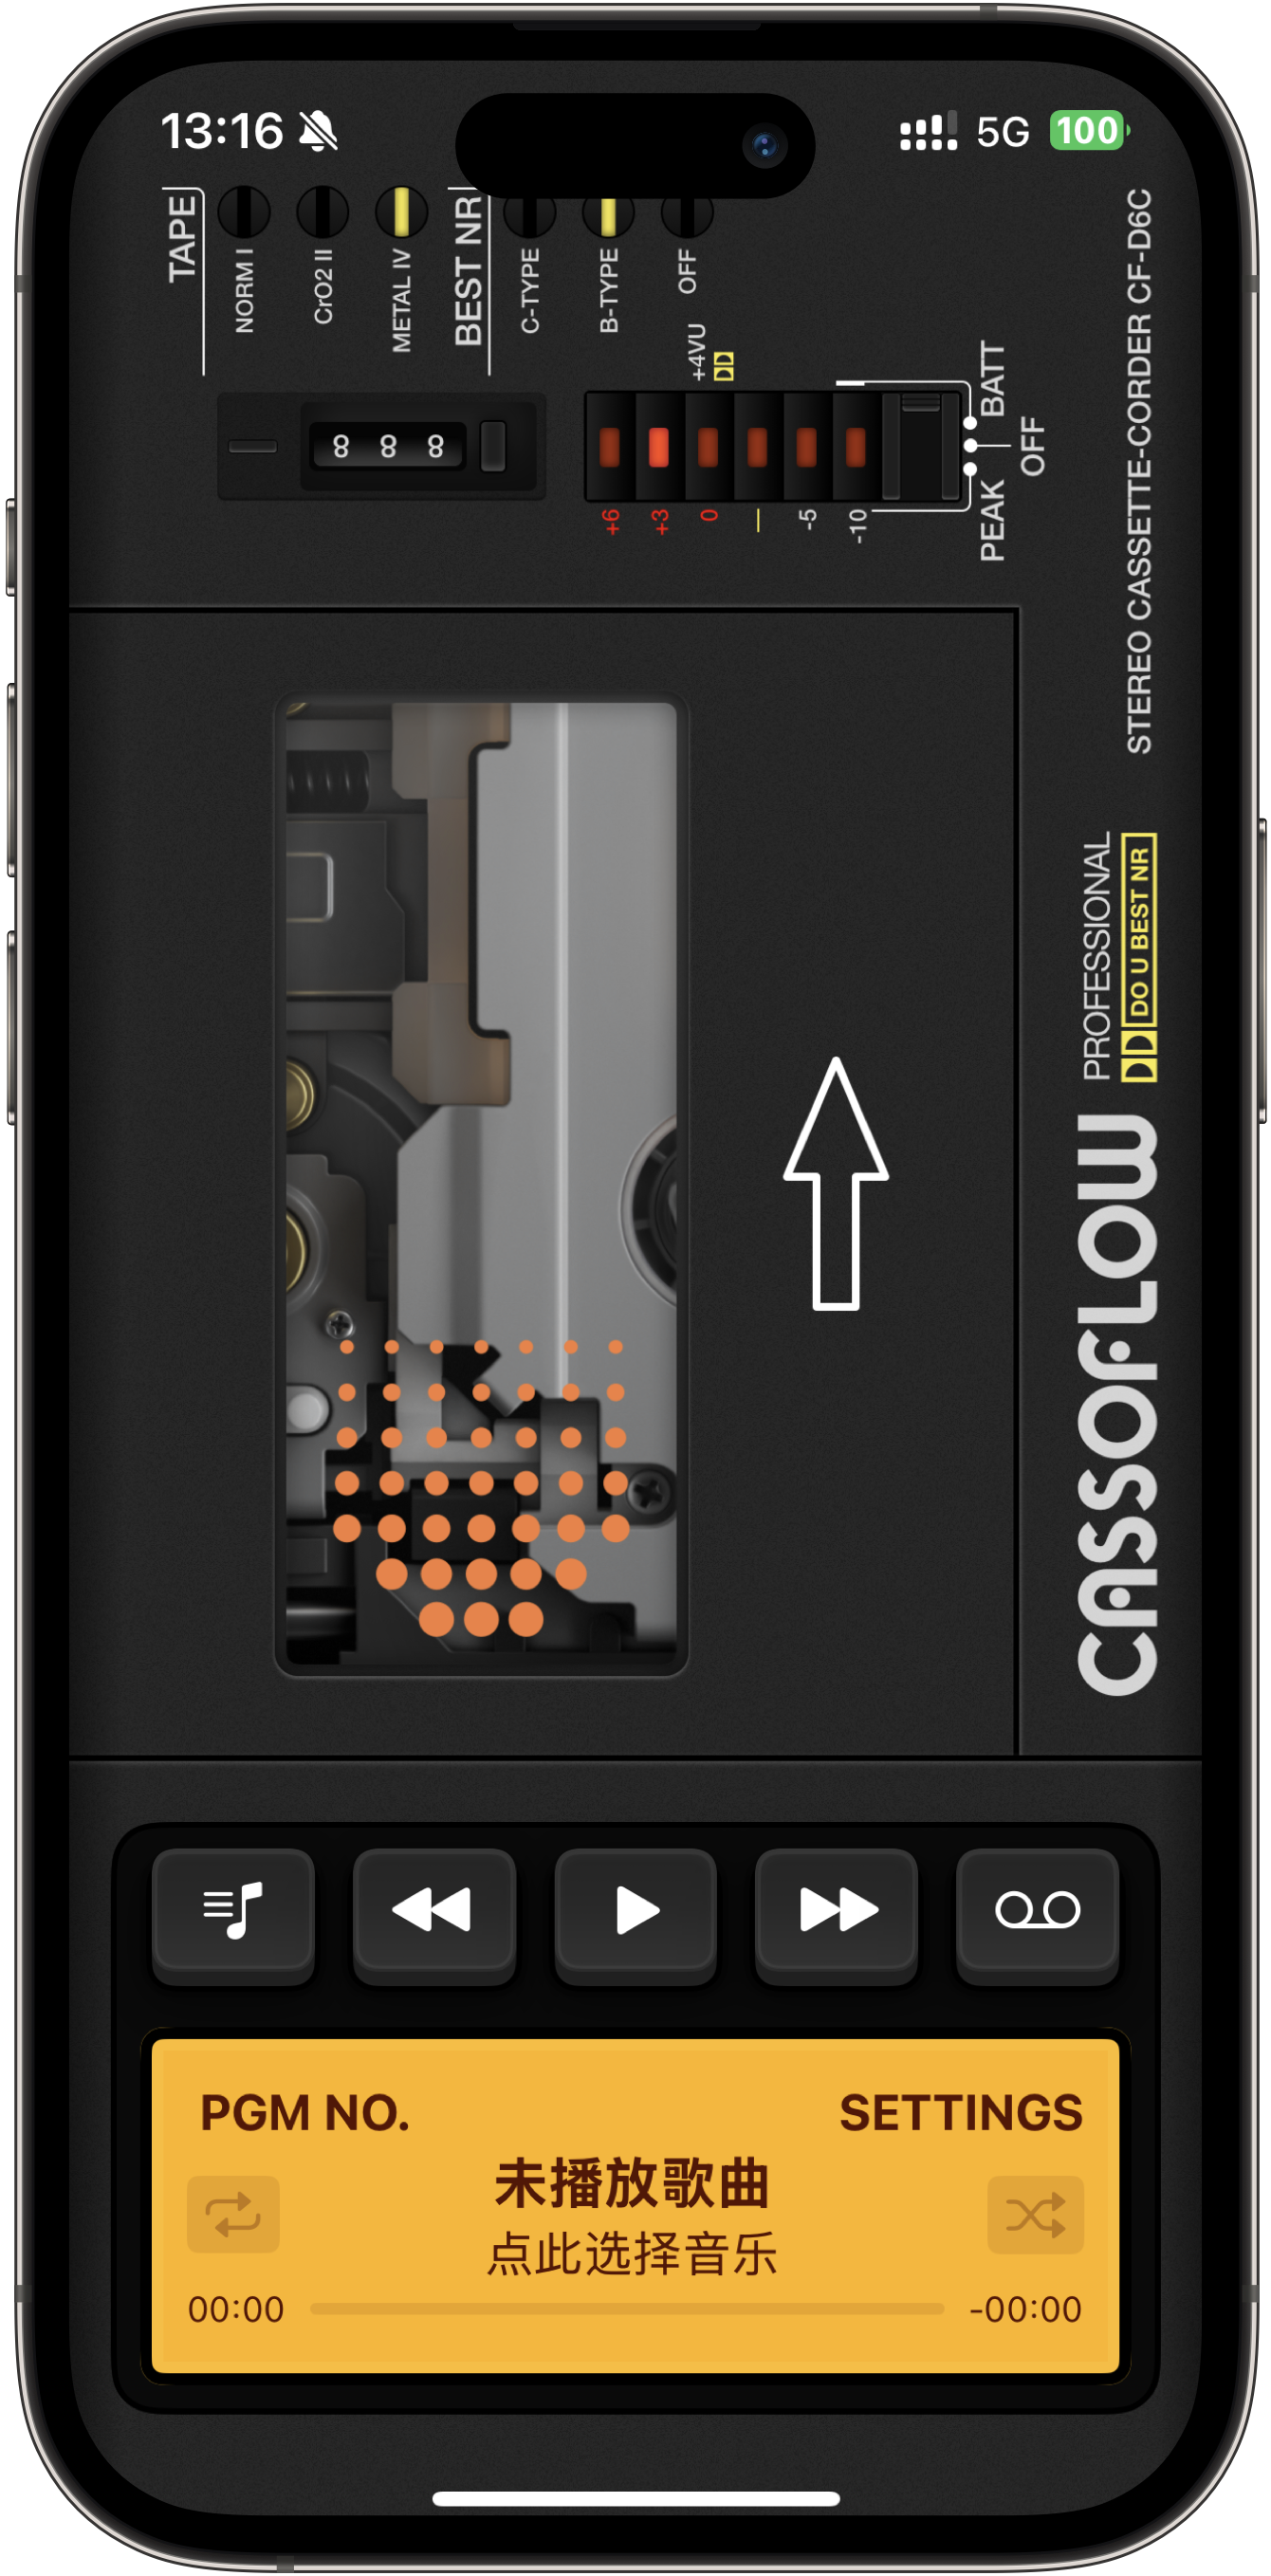 13:16
5G
100
TAPE
NORM I
CrO2 II
METAL IV
BEST NR
C-TYPE
B-TYPE
OFF
+4VU
8 8 8
+6
+3
0
-5
-10
PEAK
OFF
BATT
STEREO CASSETTE-CORDER CF-D6C
PROFESSIONAL
DO U BEST NR
CASSOFLOW
PGM NO.
SETTINGS
未播放歌曲
点此选择音乐
00:00
-00:00